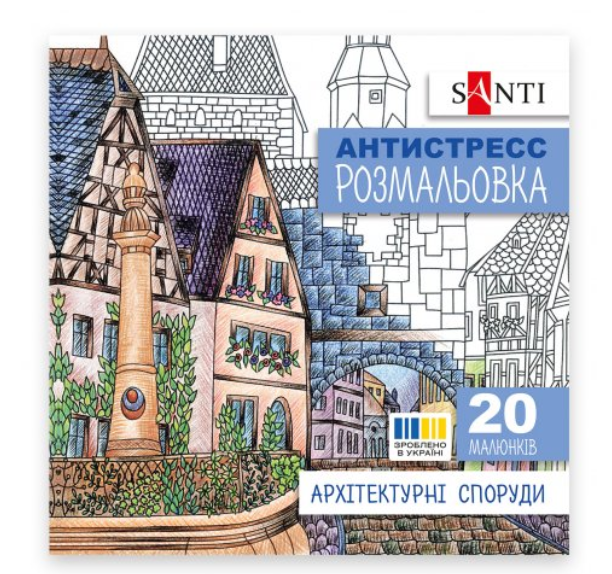 SANTI
АНТИСТРЕСС
РОЗМАЛЬОВКА
20
МАЛЮНКІВ
ЗРОБЛЕНО
В УКРАЇНІ
АРХІТЕКТУРНІ СПОРУДИ